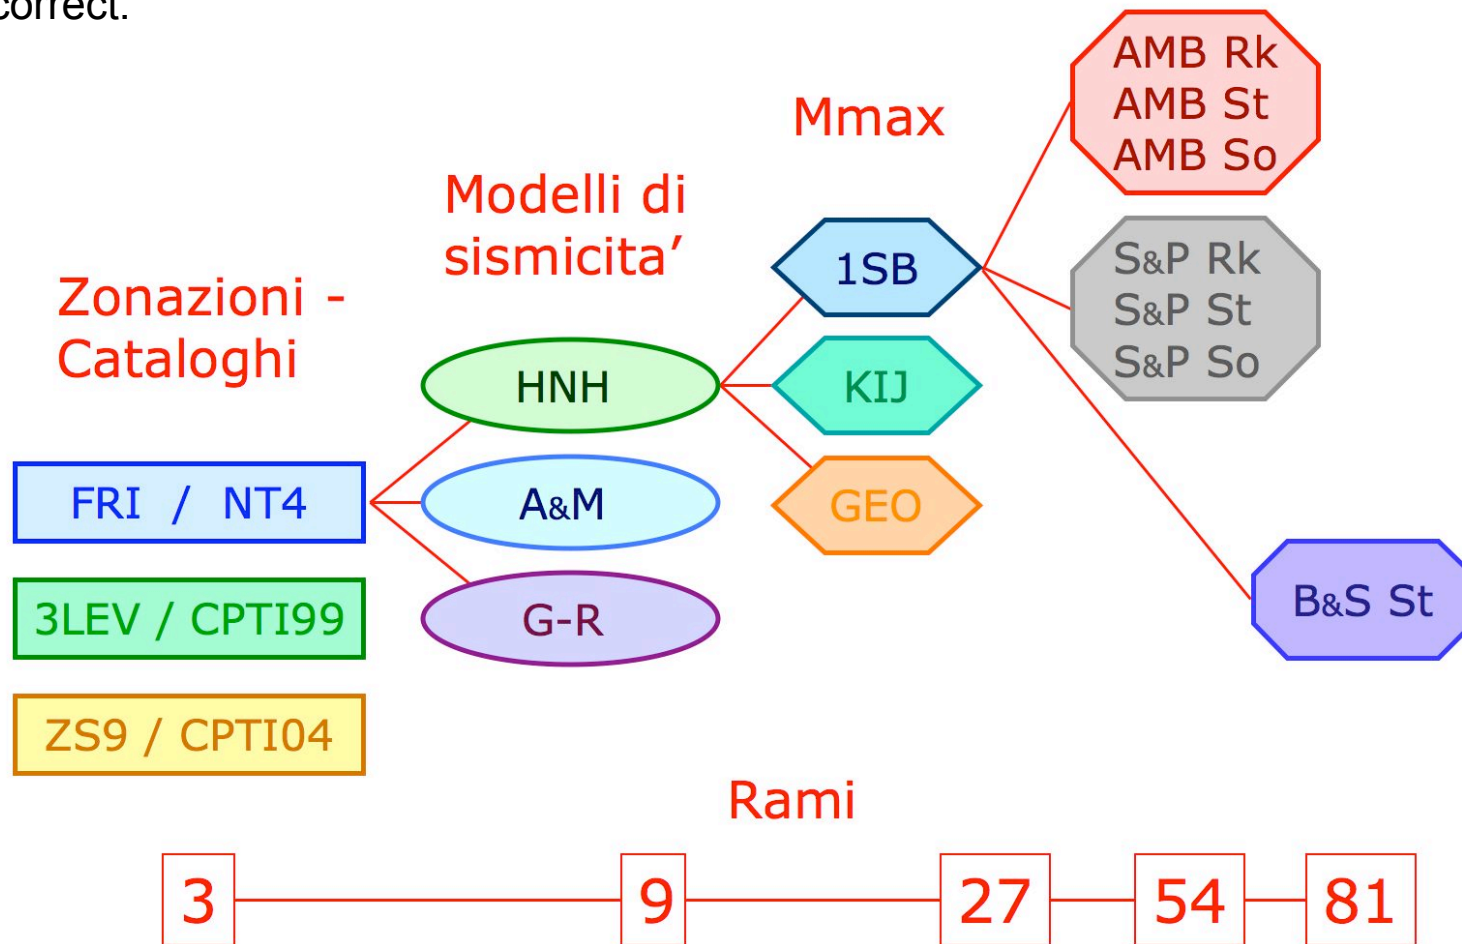 correct.
Zonazioni -
Cataloghi
FRI / NT4
3LEV / CPTI99
ZS9 / CPTI04
Modelli di
sismicita’
HNH
A&M
G-R
Mmax
1SB
KIJ
GEO
AMB Rk
AMB St
AMB So
S&P Rk
S&P St
S&P So
B&S St
Rami
3
9
27
54
81